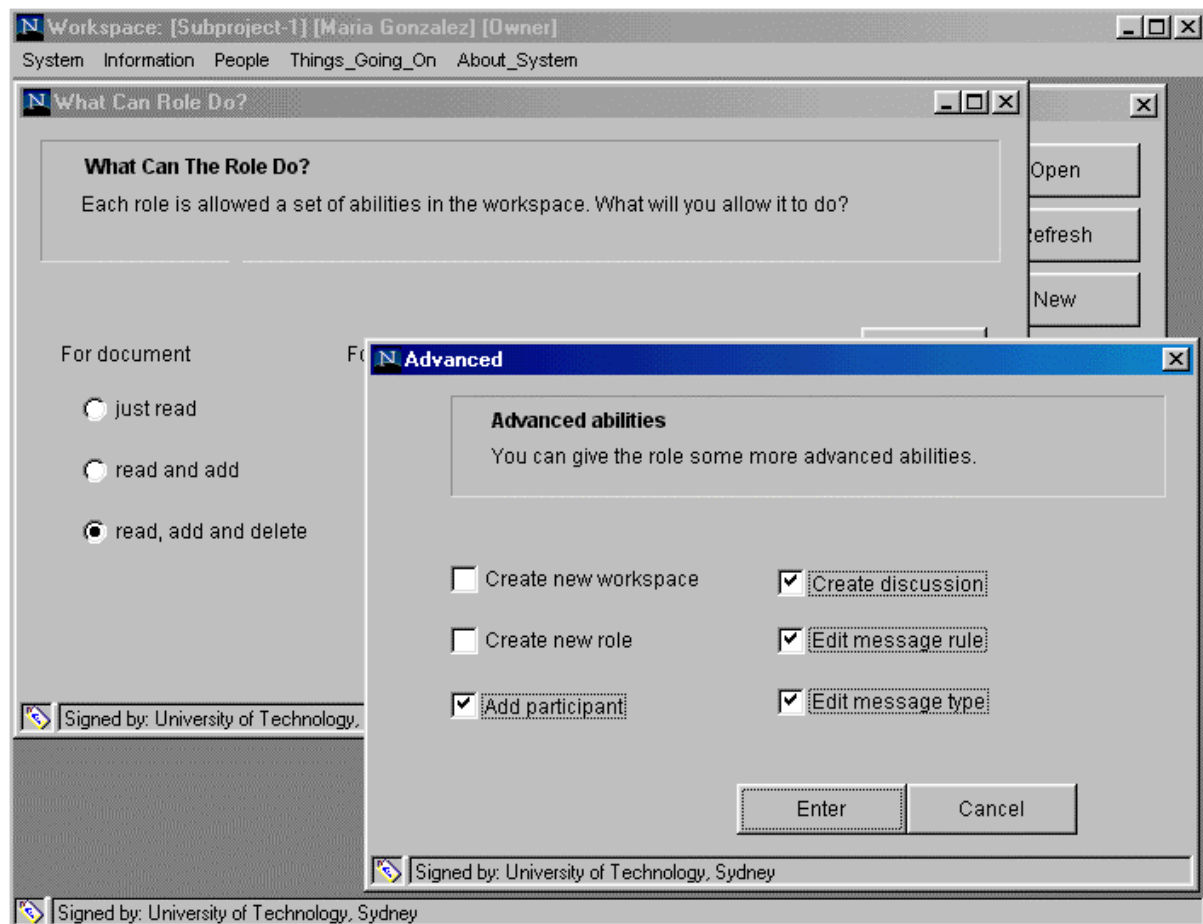 Workspace: [Subproject-1] [Maria Gonzalez] [Owner]
System Information People Things_Going_On About_System
What Can Role Do?
What Can The Role Do?
Each role is allowed a set of abilities in the workspace. What will you allow it to do?
Open
New
For document
just read
read and add
read, add and delete
Signed by: University of Technology,
Advanced
Advanced abilities
You can give the role some more advanced abilities.
Create new workspace
Create discussion
Create new role
Edit message rule
Add participant
Edit message type
Enter
Cancel
Signed by: University of Technology, Sydney
Signed by: University of Technology, Sydney